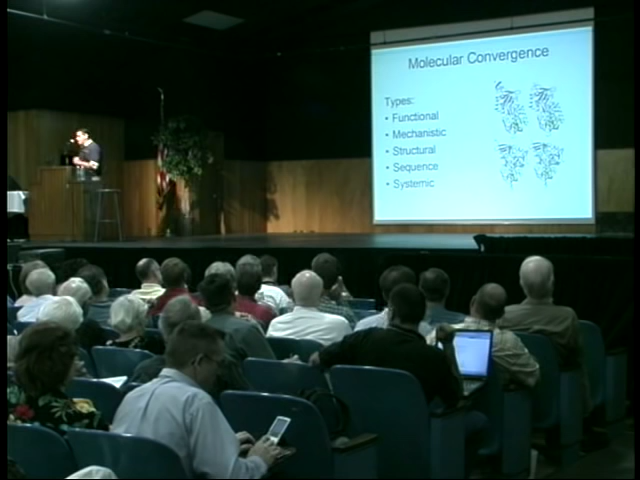 Molecular Convergence
Types:
• Functional
• Mechanistic
• Structural
• Sequence
• Systemic